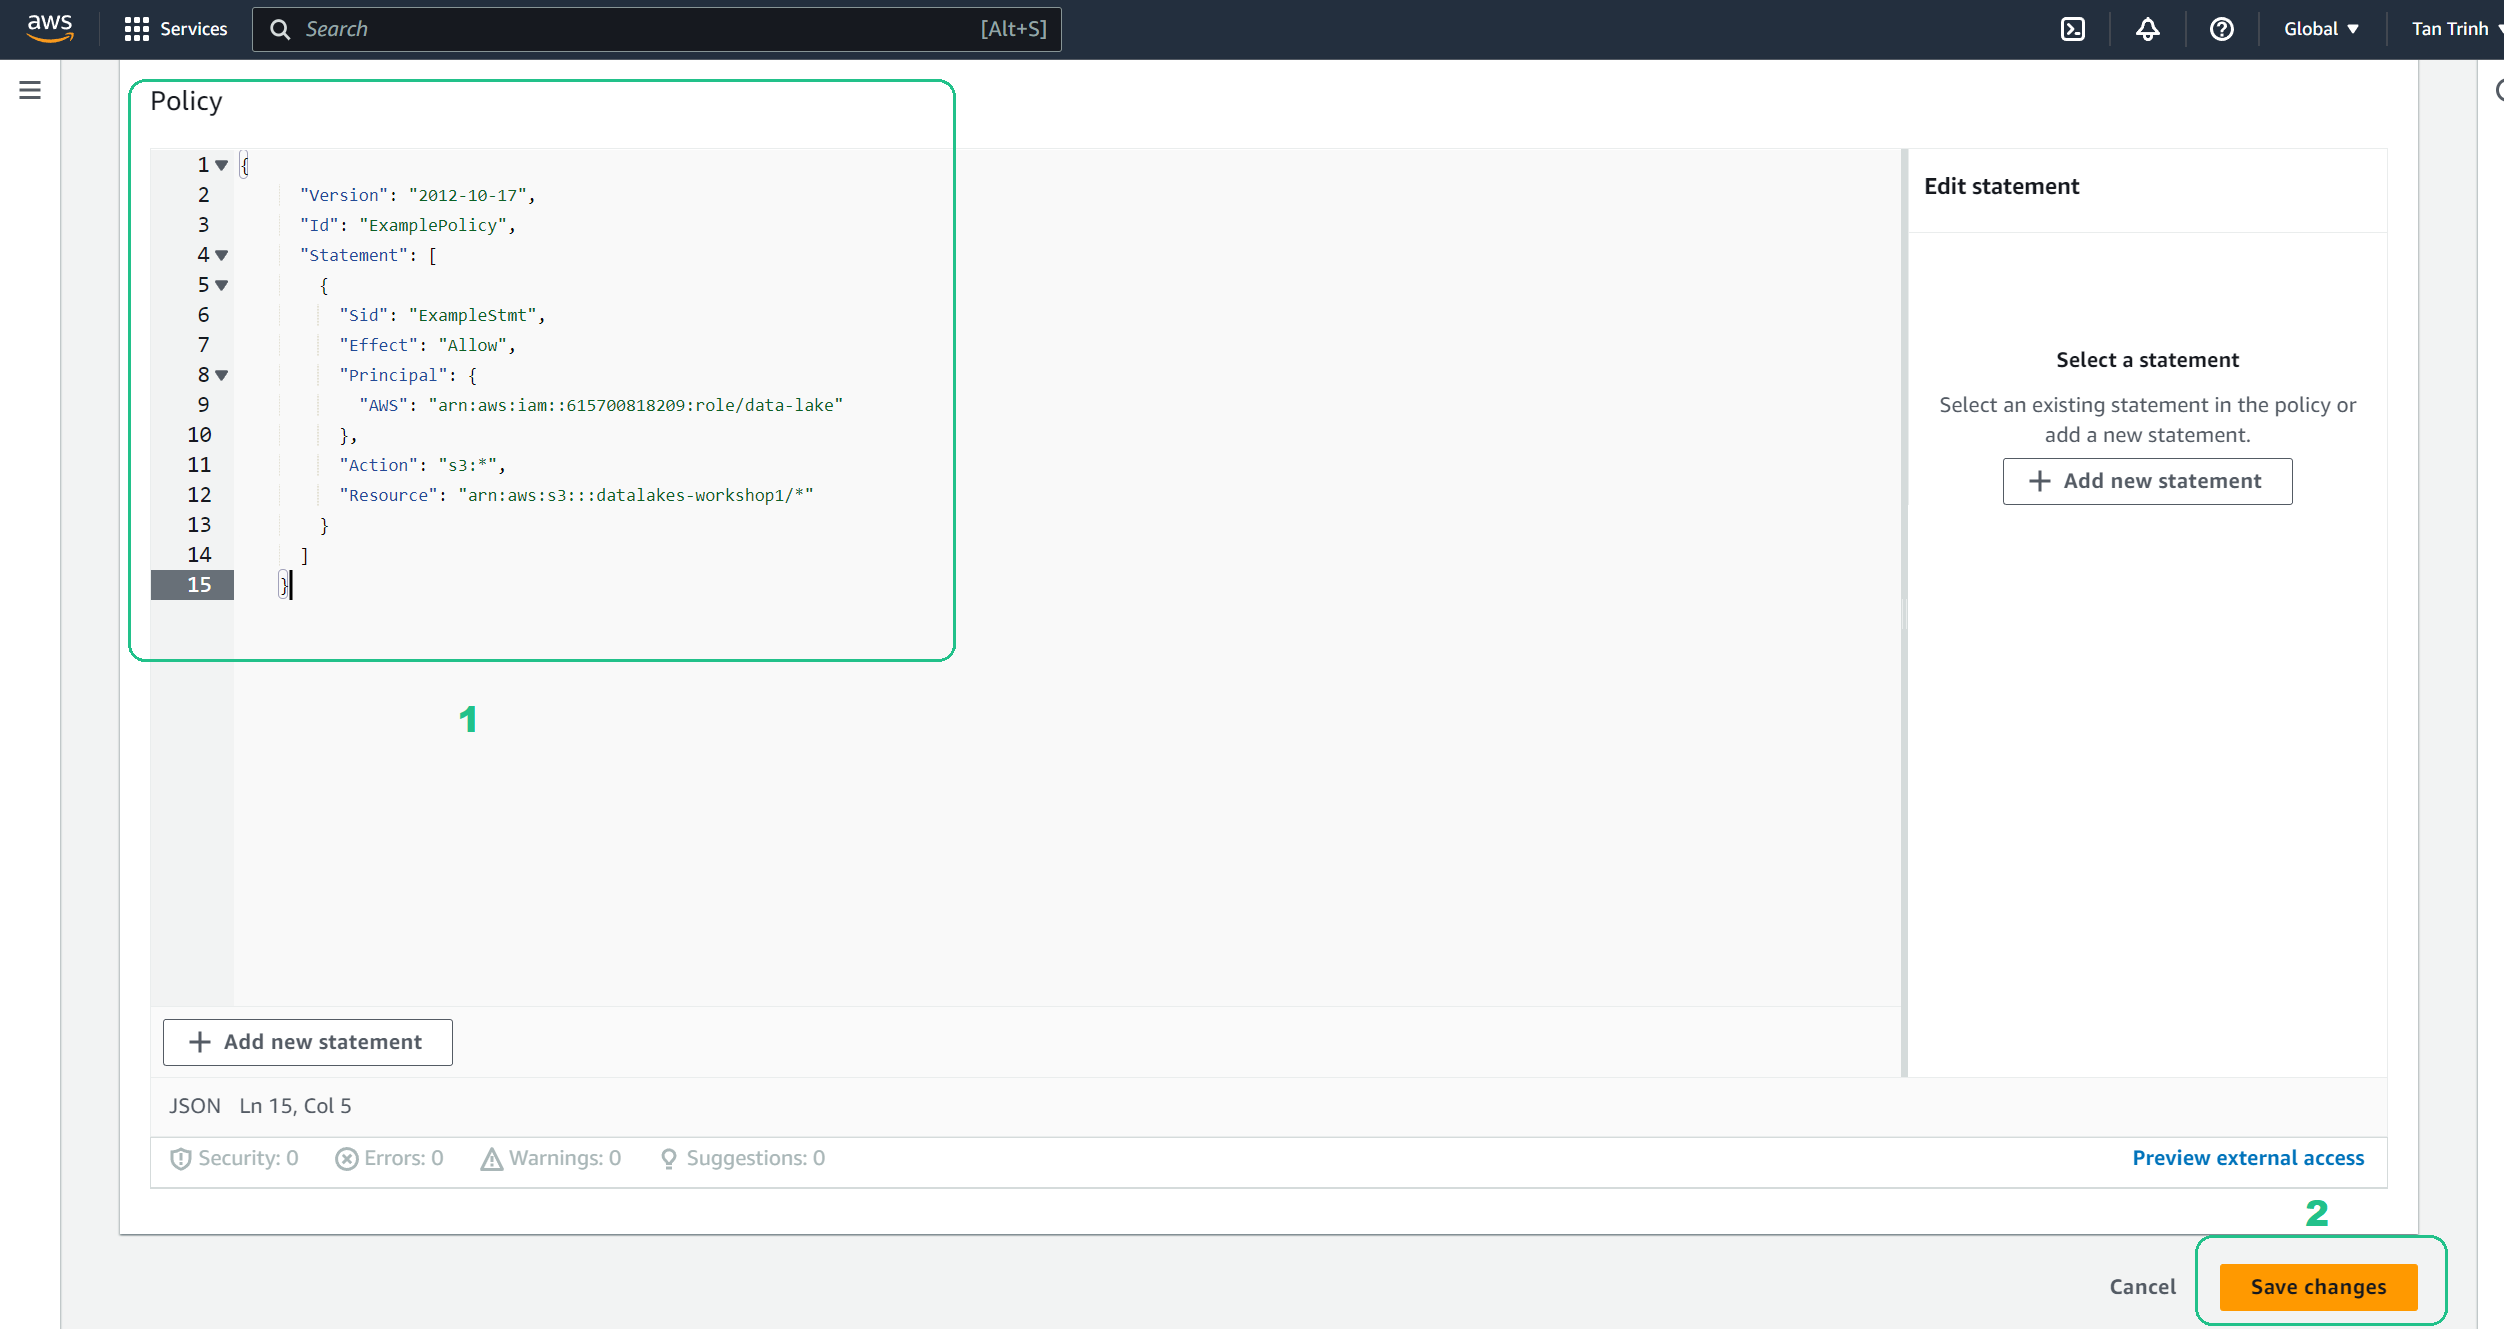 aws Services Search [Alt+S] Global Tan Trinh
Policy
1 {
2 "Version": "2012-10-17",
3 "Id": "ExamplePolicy",
4 "Statement": [
5 {
6 "Sid": "ExampleStmt",
7 "Effect": "Allow",
8 "Principal": {
9 "AWS": "arn:aws:iam::615700818209:role/data-lake"
10 },
11 "Action": "s3:*",
12 "Resource": "arn:aws:s3:::datalakes-workshop1/*"
13 }
14 ]
15 }
1
Edit statement
Select a statement
Select an existing statement in the policy or
add a new statement.
+ Add new statement
+ Add new statement
JSON Ln 15, Col 5
Security: 0 Errors: 0 Warnings: 0 Suggestions: 0 Preview external access
2
Cancel Save changes